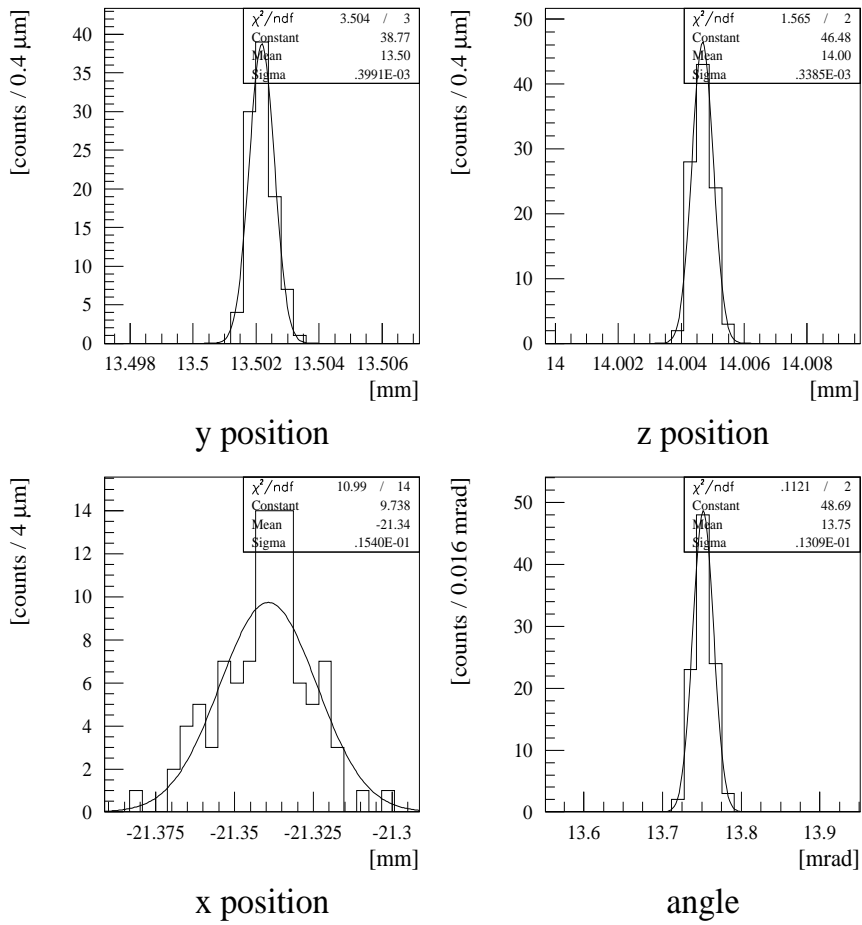 [counts / 0.4 µm]
χ²/ndf 3.504 / 3
Constant 38.77
Mean 13.50
Sigma .3991E-03
40
35
30
25
20
15
10
5
0
13.498 13.5 13.502 13.504 13.506
[mm]
y position
[counts / 0.4 µm]
χ²/ndf 1.565 / 2
Constant 46.48
Mean 14.00
Sigma .3385E-03
50
40
30
20
10
0
14 14.002 14.004 14.006 14.008
[mm]
z position
[counts / 4 µm]
χ²/ndf 10.99 / 14
Constant 9.738
Mean -21.34
Sigma .1540E-01
14
12
10
8
6
4
2
0
-21.375 -21.35 -21.325 -21.3
[mm]
x position
[counts / 0.016 mrad]
χ²/ndf .1121 / 2
Constant 48.69
Mean 13.75
Sigma .1309E-01
50
40
30
20
10
0
13.6 13.7 13.8 13.9
[mrad]
angle